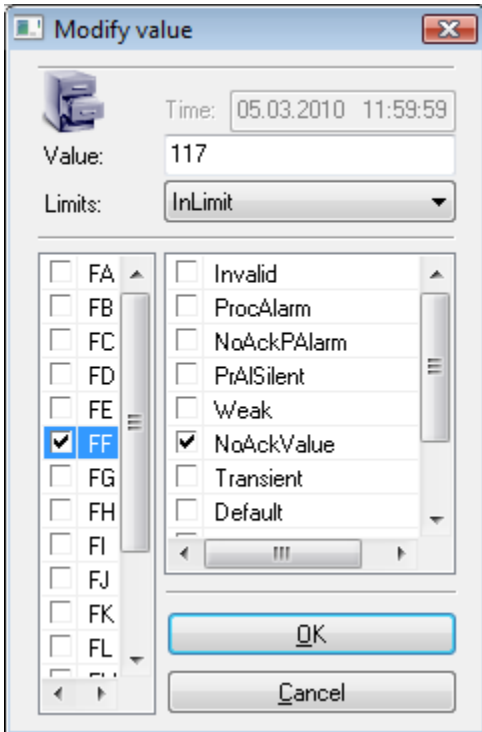 Modify value
Time: 05.03.2010 11:59:59
Value: 117
Limits: InLimit
FA
FB
FC
FD
FE
FF
FG
FH
FI
FJ
FK
FL
Invalid
ProcAlarm
NoAckPAlarm
PrAlSilent
Weak
NoAckValue
Transient
Default
OK
Cancel